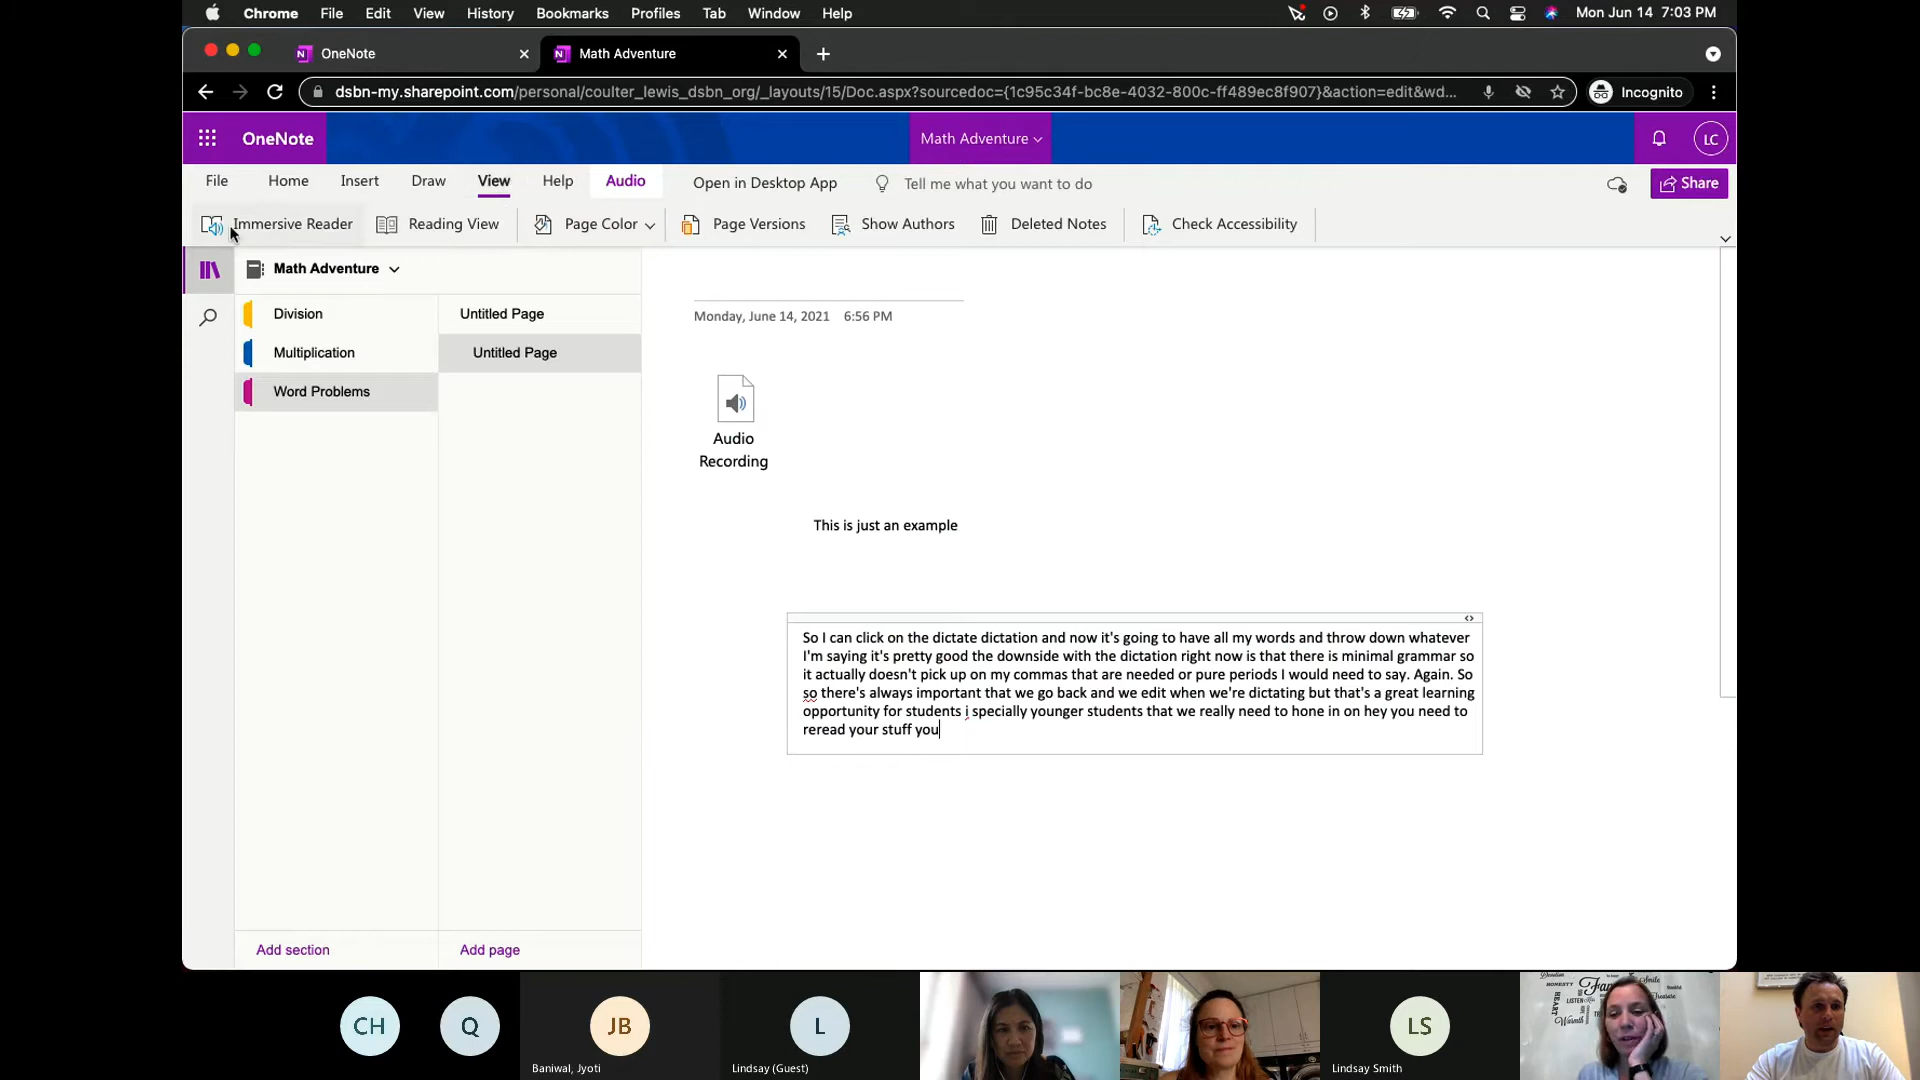 Chrome File Edit View History Bookmarks Profiles Tab Window Help Mon Jun 14 7:03 PM
OneNote Math Adventure
dsbn-my.sharepoint.com/personal/coulter_lewis_dsbn_org/_layouts/15/Doc.aspx?sourcedoc={1c95c34f-bc8e-4032-800c-ff489ec8f907}&action=edit&wd... Incognito
OneNote Math Adventure LC
File Home Insert Draw View Help Audio Open in Desktop App Tell me what you want to do Share
Immersive Reader Reading View Page Color Page Versions Show Authors Deleted Notes Check Accessibility
Math Adventure
Division
Multiplication
Word Problems
Add section
Untitled Page
Untitled Page
Add page
Monday, June 14, 2021 6:56 PM
Audio
Recording
This is just an example
So I can click on the dictate dictation and now it's going to have all my words and throw down whatever
I'm saying it's pretty good the downside with the dictation right now is that there is minimal grammar so
it actually doesn't pick up on my commas that are needed or pure periods I would need to say. Again. So
so there's always important that we go back and we edit when we're dictating but that's a great learning
opportunity for students i specially younger students that we really need to hone in on hey you need to
reread your stuff you
CH Q JB L LS
Baniwal, Jyoti Lindsay (Guest) Lindsay Smith
HONESTY
HEART
Warmth
Smile
Treasure